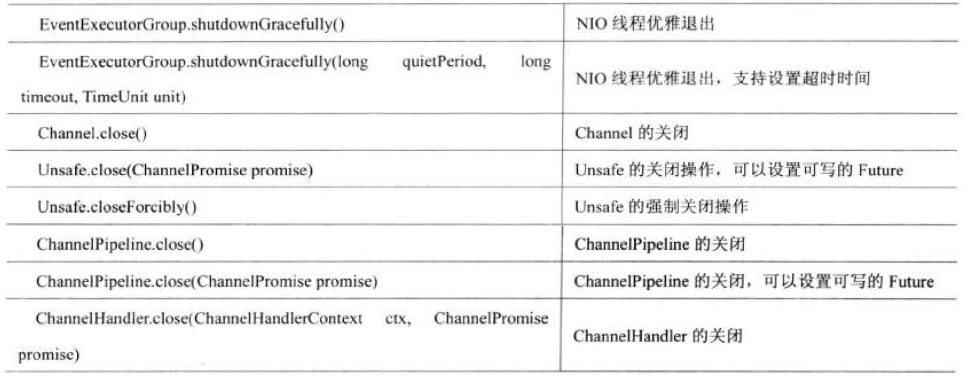 EventExecutorGroup.shutdownGracefully()
NIO 线程优雅退出
EventExecutorGroup.shutdownGracefully(long quietPeriod, long
timeout, TimeUnit unit)
NIO 线程优雅退出，支持设置超时时间
Channel.close()
Channel 的关闭
Unsafe.close(ChannelPromise promise)
Unsafe 的关闭操作，可以设置可写的 Future
Unsafe.closeForcibly()
Unsafe 的强制关闭操作
ChannelPipeline.close()
ChannelPipeline 的关闭
ChannelPipeline.close(ChannelPromise promise)
ChannelPipeline 的关闭，可以设置可写的 Future
ChannelHandler.close(ChannelHandlerContext ctx, ChannelPromise
promise)
ChannelHandler 的关闭